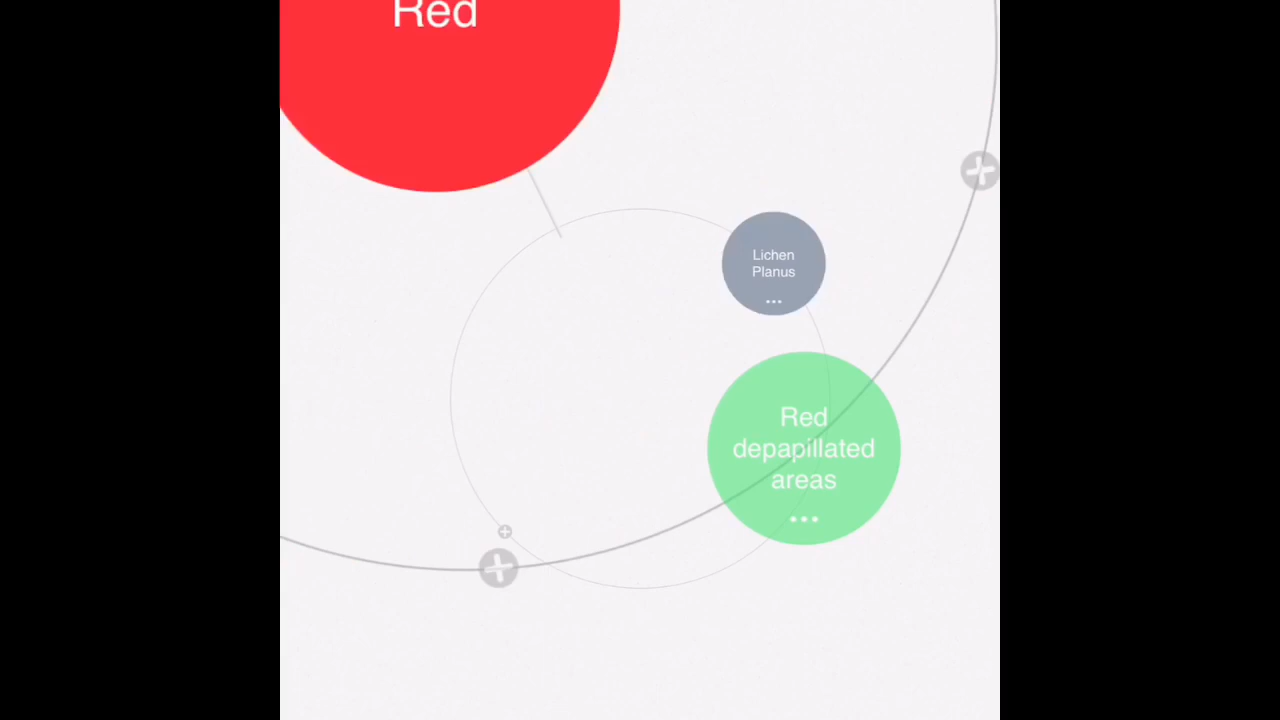 Red
Lichen
Planus
...
Red
depapillated
areas
...